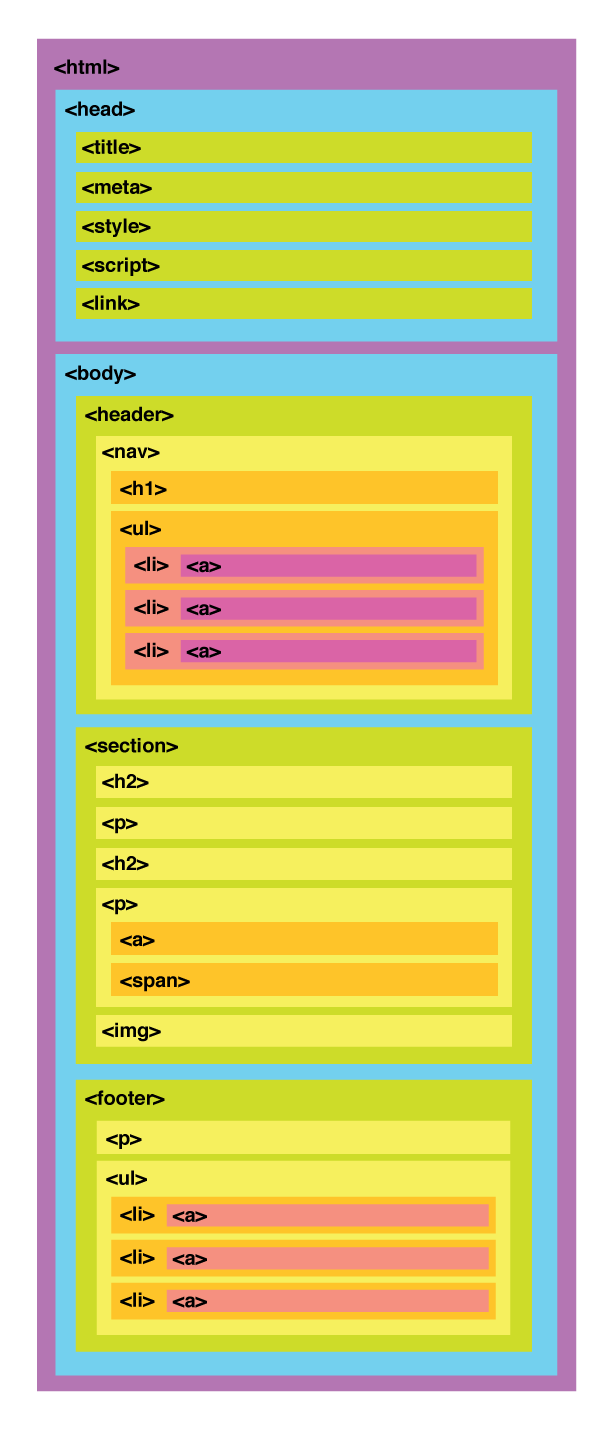 <html>
<head>
<title>
<meta>
<style>
<script>
<link>
<body>
<header>
<nav>
<h1>
<ul>
<li> <a>
<li> <a>
<li> <a>
<section>
<h2>
<p>
<h2>
<p>
<a>
<span>
<img>
<footer>
<p>
<ul>
<li> <a>
<li> <a>
<li> <a>